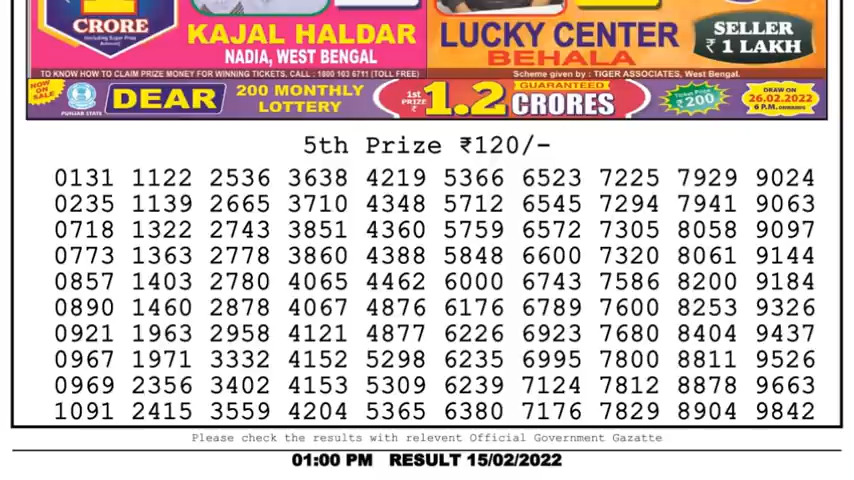 1
CRORE
(Including Super Prize Amount)
KAJAL HALDAR
NADIA, WEST BENGAL
LUCKY CENTER
BEHALA
SELLER
₹ 1 LAKH
TO KNOW HOW TO CLAIM PRIZE MONEY FOR WINNING TICKETS, CALL : 1800 103 6711 (TOLL FREE)
Scheme given by : TIGER ASSOCIATES, West Bengal.
NOW ON SALE
PUNJAB STATE
DEAR
200 MONTHLY
LOTTERY
1st
PRIZE
₹
1.2
GUARANTEED
CRORES
Ticket Price
₹200
DRAW ON
26.02.2022
6 P.M. ONWARDS
5th Prize ₹120/-
0131 1122 2536 3638 4219 5366 6523 7225 7929 9024
0235 1139 2665 3710 4348 5712 6545 7294 7941 9063
0718 1322 2743 3851 4360 5759 6572 7305 8058 9097
0773 1363 2778 3860 4388 5848 6600 7320 8061 9144
0857 1403 2780 4065 4462 6000 6743 7586 8200 9184
0890 1460 2878 4067 4876 6176 6789 7600 8253 9326
0921 1963 2958 4121 4877 6226 6923 7680 8404 9437
0967 1971 3332 4152 5298 6235 6995 7800 8811 9526
0969 2356 3402 4153 5309 6239 7124 7812 8878 9663
1091 2415 3559 4204 5365 6380 7176 7829 8904 9842
Please check the results with relevent Official Government Gazatte
01:00 PM RESULT 15/02/2022